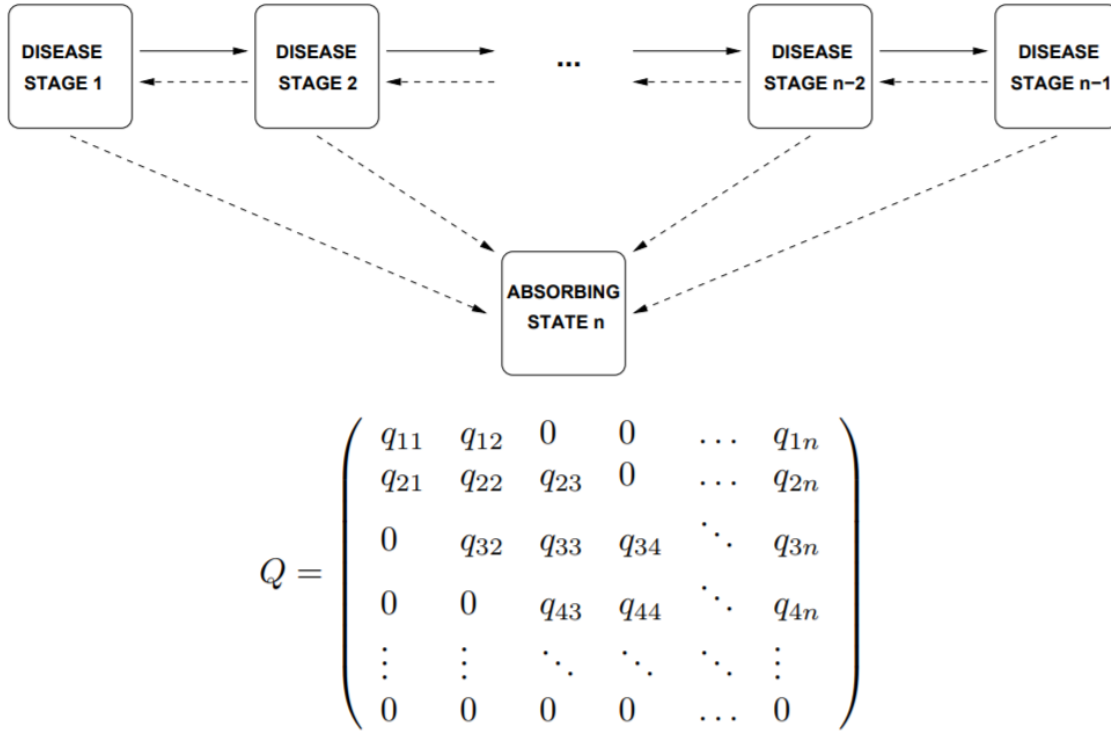 DISEASE STAGE 1
DISEASE STAGE 2
...
DISEASE STAGE n−2
DISEASE STAGE n−1
ABSORBING
STATE n
Q = ( q11 q12 0 0 … q1n
q21 q22 q23 0 … q2n
0 q32 q33 q34 ⋱ q3n
0 0 q43 q44 ⋱ q4n
⋮ ⋮ ⋱ ⋱ ⋱ ⋮
0 0 0 0 … 0 )